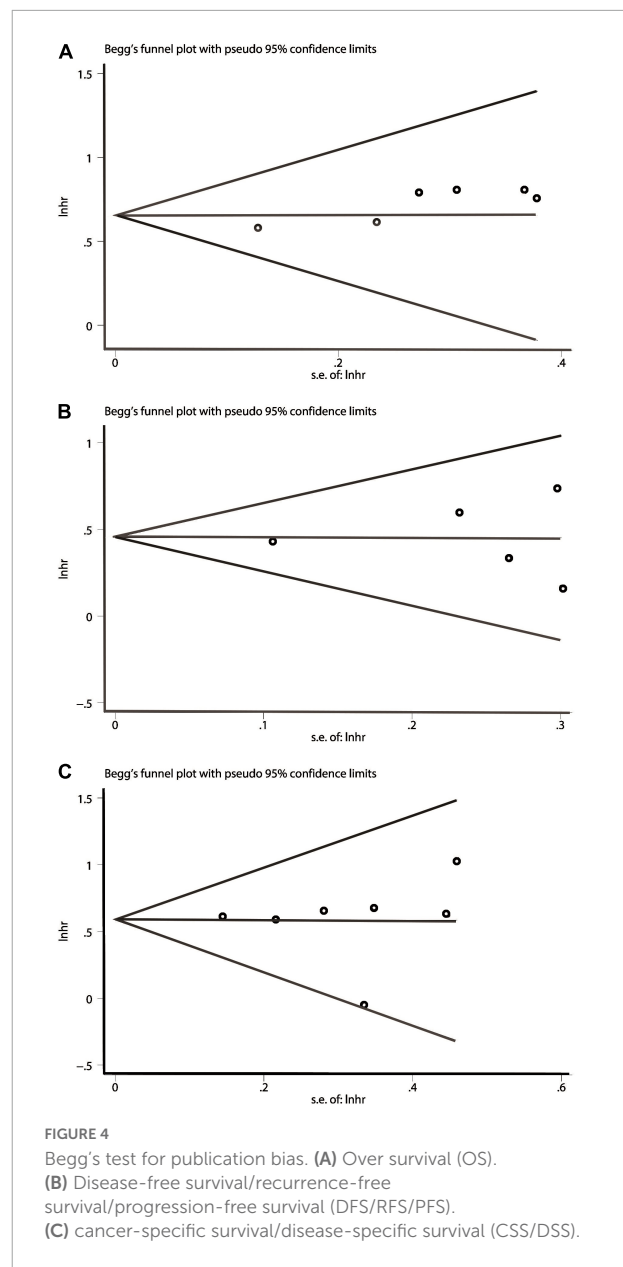 A Begg's funnel plot with pseudo 95% confidence limits
1.5
1
.5
0
lnhr
0 .2 .4
s.e. of: lnhr
B Begg's funnel plot with pseudo 95% confidence limits
1
.5
0
-.5
lnhr
0 .1 .2 .3
s.e. of: lnhr
C Begg's funnel plot with pseudo 95% confidence limits
1.5
1
.5
0
-.5
lnhr
0 .2 .4 .6
s.e. of: lnhr
FIGURE 4
Begg's test for publication bias. (A) Over survival (OS).
(B) Disease-free survival/recurrence-free
survival/progression-free survival (DFS/RFS/PFS).
(C) cancer-specific survival/disease-specific survival (CSS/DSS).